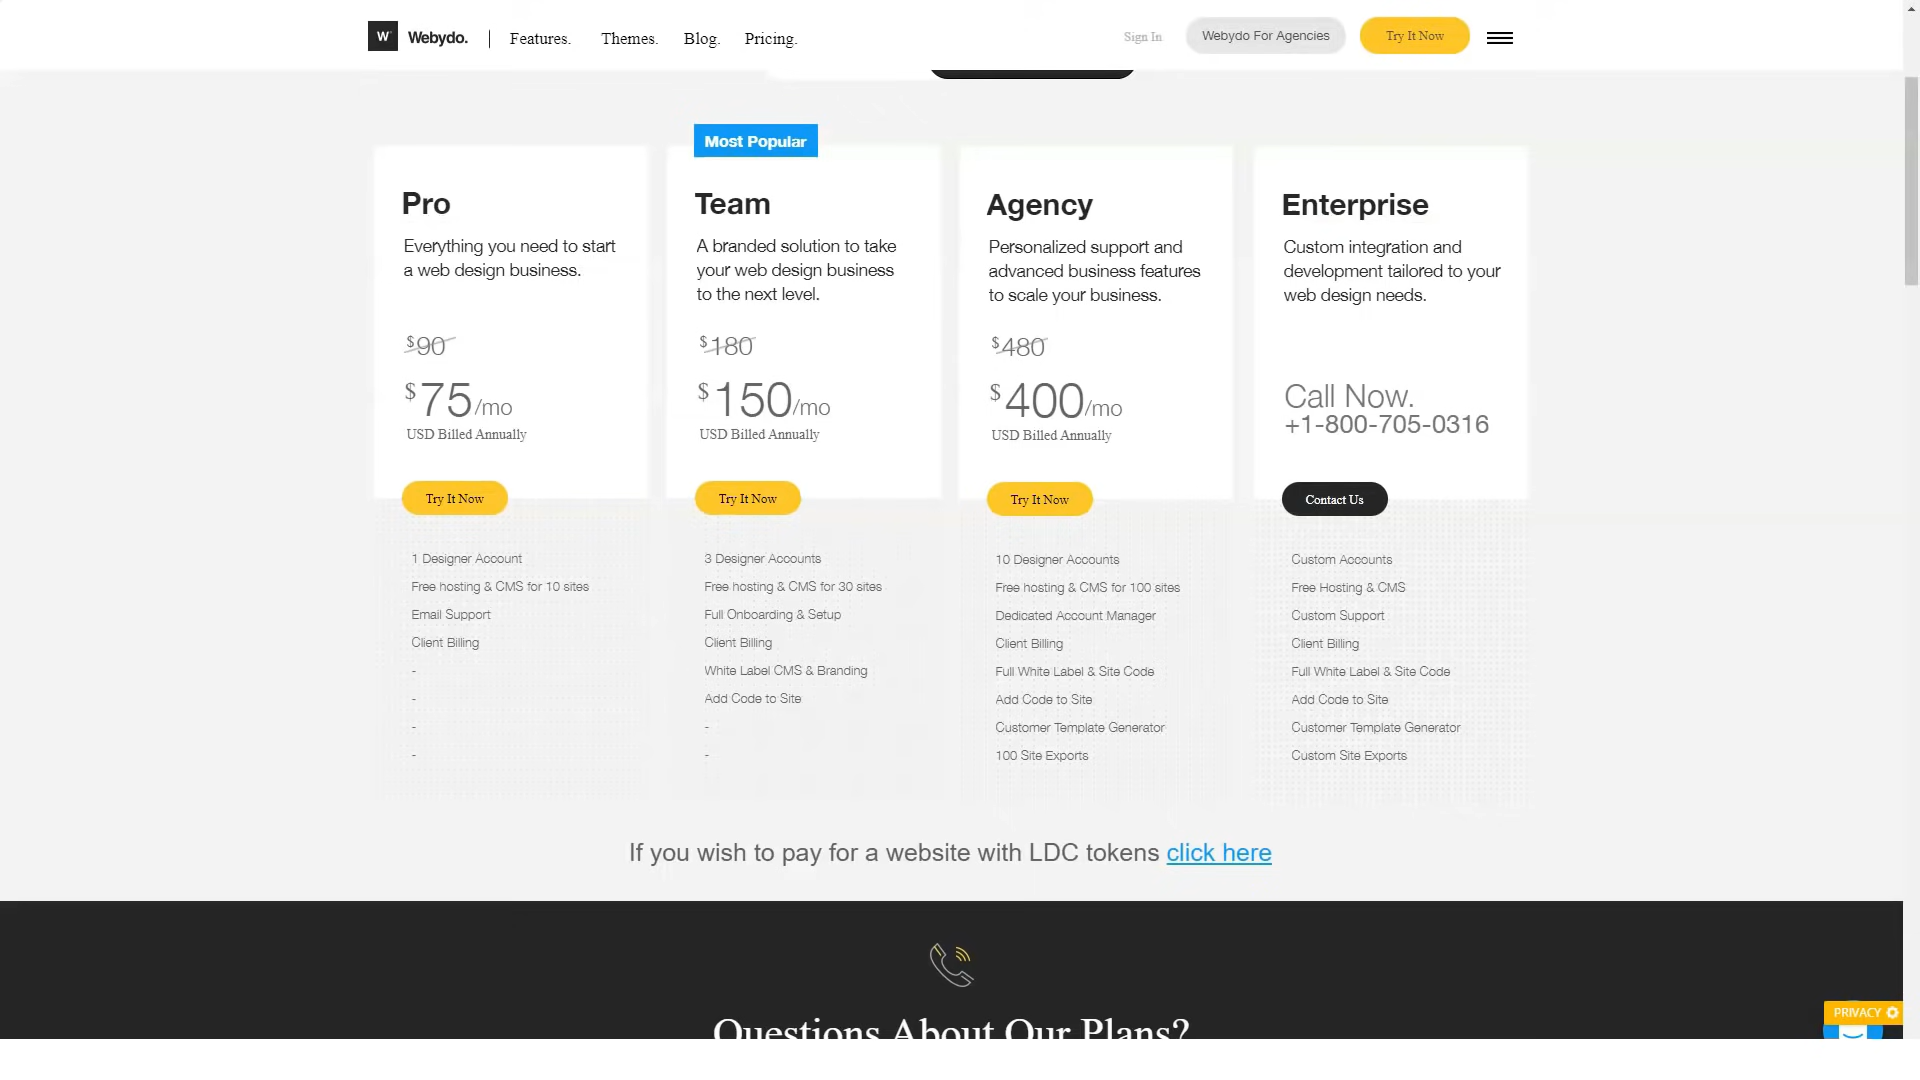 W Webydo. | Features. Themes. Blog. Pricing. Sign In Webydo For Agencies Try It Now
Most Popular
Pro
Everything you need to start
a web design business.
$90
$75/mo
USD Billed Annually
Try It Now
1 Designer Account
Free hosting & CMS for 10 sites
Email Support
Client Billing
-
-
-
-
Team
A branded solution to take
your web design business
to the next level.
$180
$150/mo
USD Billed Annually
Try It Now
3 Designer Accounts
Free hosting & CMS for 30 sites
Full Onboarding & Setup
Client Billing
White Label CMS & Branding
Add Code to Site
-
-
Agency
Personalized support and
advanced business features
to scale your business.
$480
$400/mo
USD Billed Annually
Try It Now
10 Designer Accounts
Free hosting & CMS for 100 sites
Dedicated Account Manager
Client Billing
Full White Label & Site Code
Add Code to Site
Customer Template Generator
100 Site Exports
Enterprise
Custom integration and
development tailored to your
web design needs.
Call Now.
+1-800-705-0316
Contact Us
Custom Accounts
Free Hosting & CMS
Custom Support
Client Billing
Full White Label & Site Code
Add Code to Site
Customer Template Generator
Custom Site Exports
If you wish to pay for a website with LDC tokens click here
Questions About Our Plans?
PRIVACY